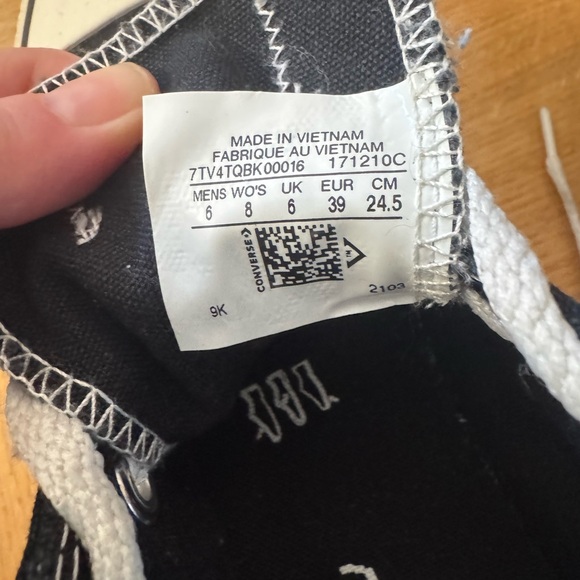 MADE IN VIETNAM
FABRIQUE AU VIETNAM
7TV4TQBK00016 171210C
MENS WO'S UK EUR CM
6 8 6 39 24.5
CONVERSE
TM
9K
2103